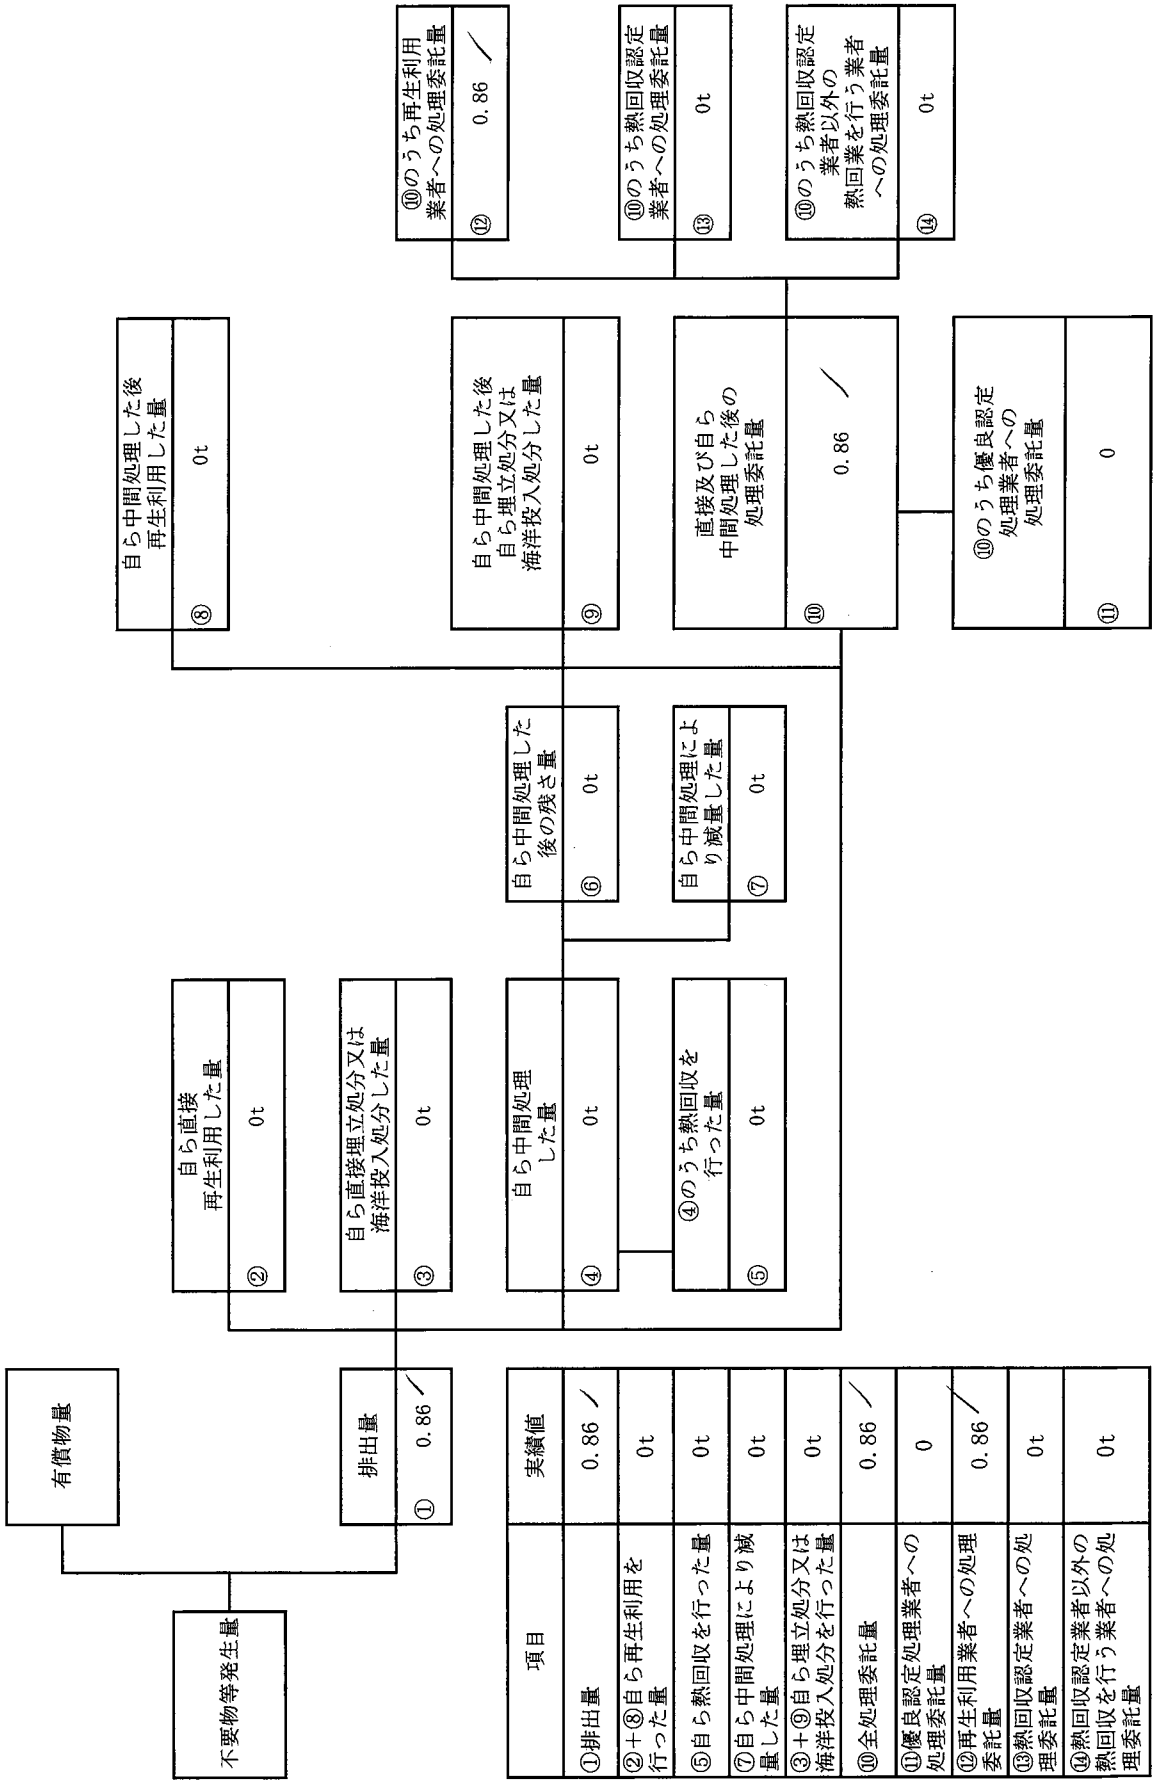 不要物等発生量
有償物量
排出量
① 0.86
自ら直接
再生利用した量
② 0t
自ら直接埋立処分又は
海洋投入処分した量
③ 0t
自ら中間処理
した量
④ 0t
④のうち熱回収を
行った量
⑤ 0t
自ら中間処理した
後の残さ量
⑥ 0t
自ら中間処理によ
り減量した量
⑦ 0t
自ら中間処理した後
再生利用した量
⑧ 0t
自ら中間処理した後
自ら埋立処分又は
海洋投入処分した量
⑨ 0t
直接及び自ら
中間処理した後の
処理委託量
⑩ 0.86
⑩のうち優良認定
処理業者への
処理委託量
⑪ 0
⑩のうち再生利用
業者への処理委託量
⑫ 0.86
⑩のうち熱回収認定
業者への処理委託量
⑬ 0t
⑩のうち熱回収認定
業者以外の
熱回業を行う業者
への処理委託量
⑭ 0t
項目 実績値
①排出量 0.86
②+⑧自ら再生利用を
行った量 0t
⑤自ら熱回収を行った量 0t
⑦自ら中間処理により減
量した量 0t
③+⑨自ら埋立処分又は
海洋投入処分を行った量 0t
⑩全処理委託量 0.86
⑪優良認定処理業者への
処理委託量 0
⑫再生利用業者への処理
委託量 0.86
⑬熱回収認定業者への処
理委託量 0t
⑭熱回収認定業者以外の
熱回収を行う業者への処
理委託量 0t